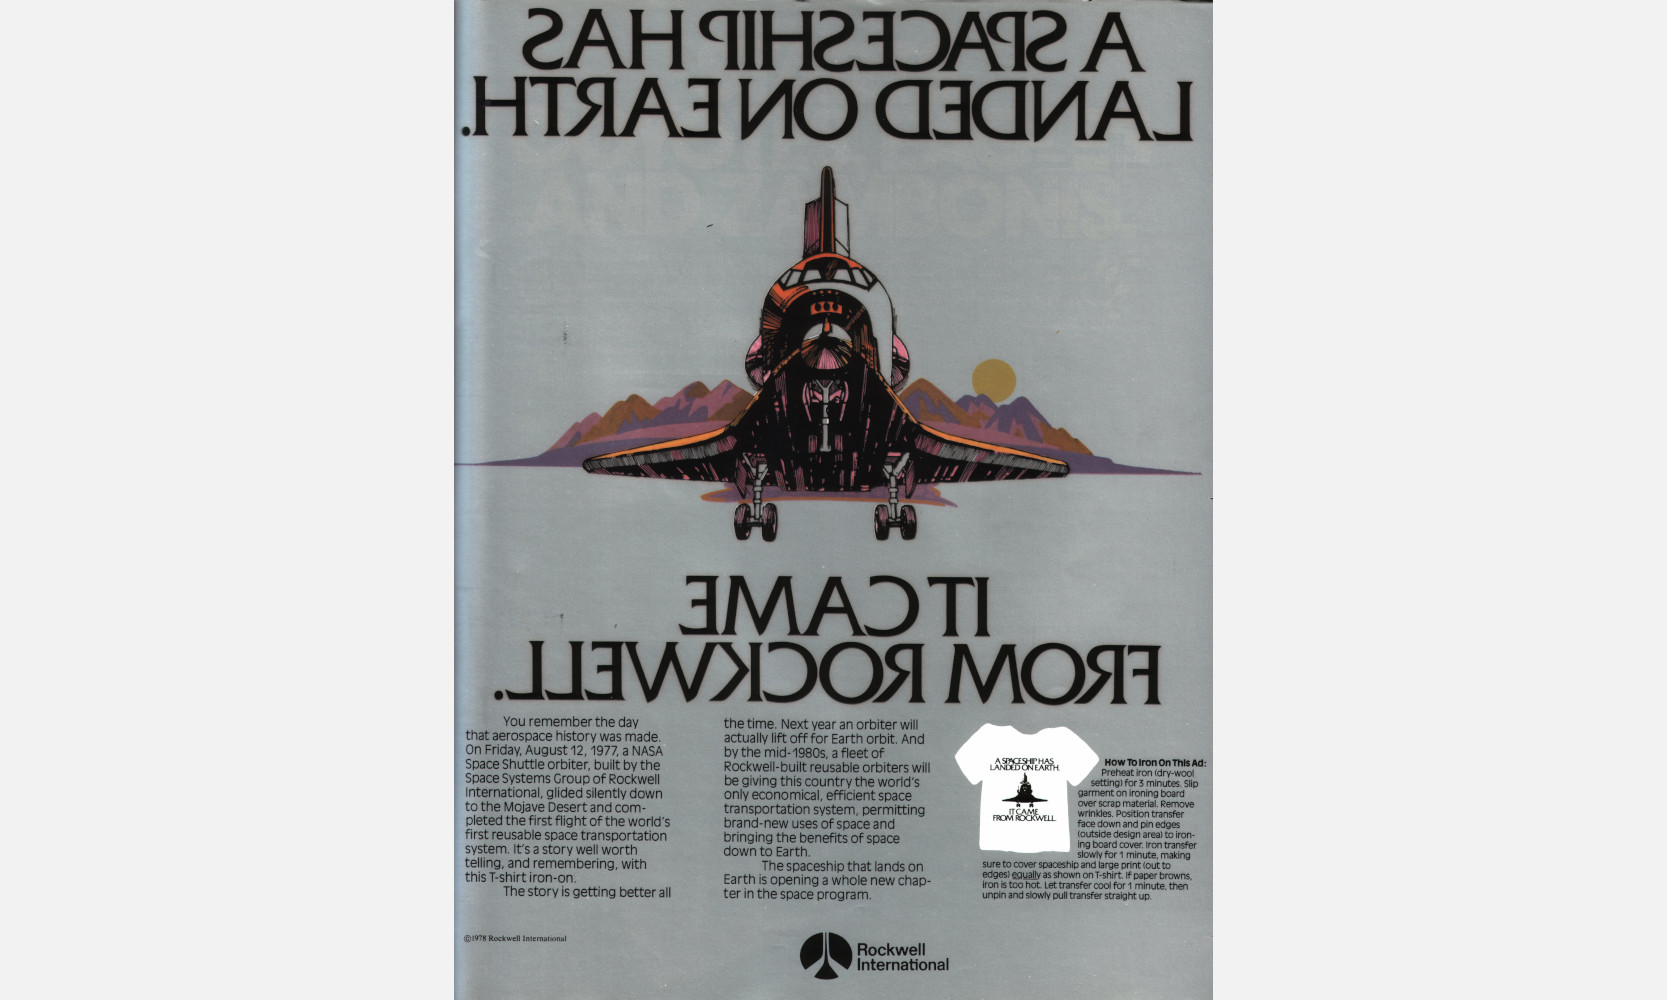 A SPACESHIP HAS
LANDED ON EARTH.
IT CAME
FROM ROCKWELL.
You remember the day
that aerospace history was made.
On Friday, August 12, 1977, a NASA
Space Shuttle orbiter, built by the
Space Systems Group of Rockwell
International, glided silently down
to the Mojave Desert and com-
pleted the first flight of the world's
first reusable space transportation
system. It's a story well worth
telling, and remembering, with
this T-shirt iron-on.
The story is getting better all
the time. Next year an orbiter will
actually lift off for Earth orbit. And
by the mid-1980s, a fleet of
Rockwell-built reusable orbiters will
be giving this country the world's
only economical, efficient space
transportation system, permitting
brand-new uses of space and
bringing the benefits of space
down to Earth.
The spaceship that lands on
Earth is opening a whole new chap-
ter in the space program.
A SPACESHIP HAS
LANDED ON EARTH.
IT CAME
FROM ROCKWELL.
How To Iron On This Ad:
Preheat iron (dry-wool
setting) for 3 minutes. Slip
garment on ironing board
over scrap material. Remove
wrinkles. Position transfer
face down and pin edges
(outside design area) to iron-
ing board cover. Iron transfer
slowly for 1 minute, making
sure to cover spaceship and large print (out to
edges) equally as shown on T-shirt. If paper browns,
iron is too hot. Let transfer cool for 1 minute, then
unpin and slowly pull transfer straight up.
©1978 Rockwell International
Rockwell
International